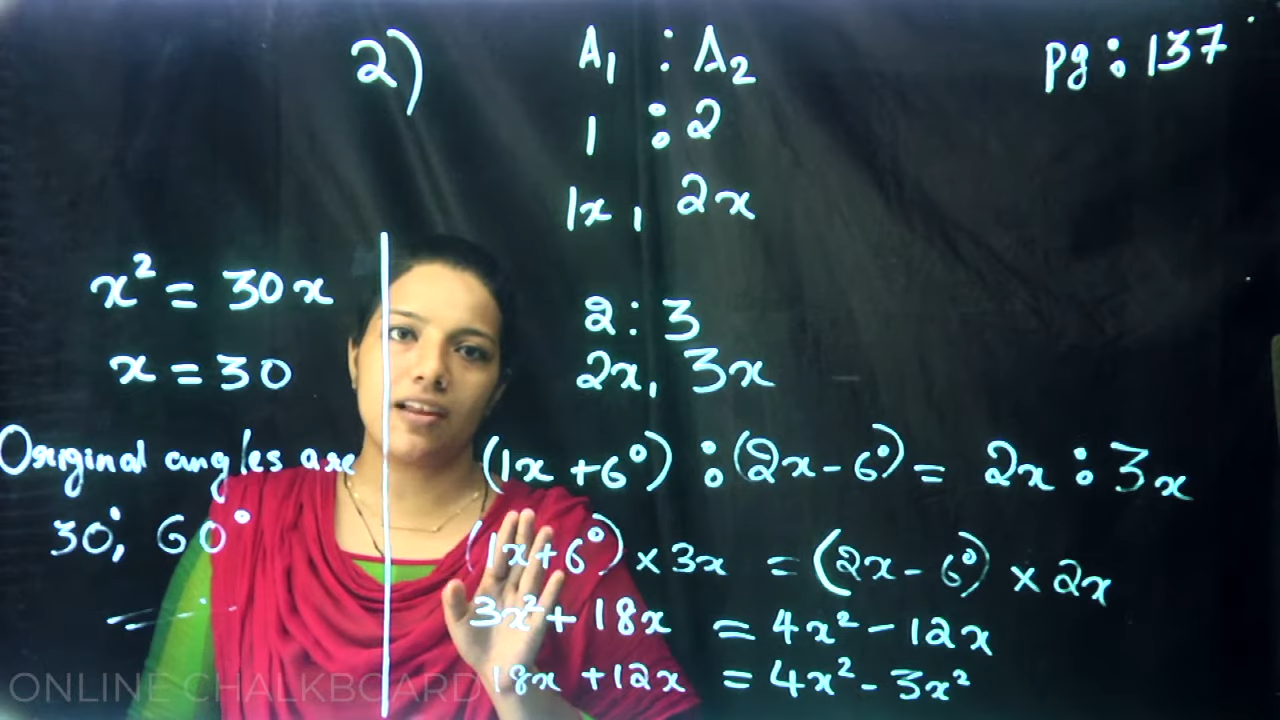 2)
A₁ : A₂
Pg : 137
1 : 2
1x, 2x
2 : 3
2x, 3x
(1x + 6°) : (2x - 6°) = 2x : 3x
(1x + 6°) × 3x = (2x - 6°) × 2x
3x² + 18x = 4x² - 12x
18x + 12x = 4x² - 3x²
x² = 30x
x = 30
Original angles are
30°, 60°
ONLINE CHALKBOARD